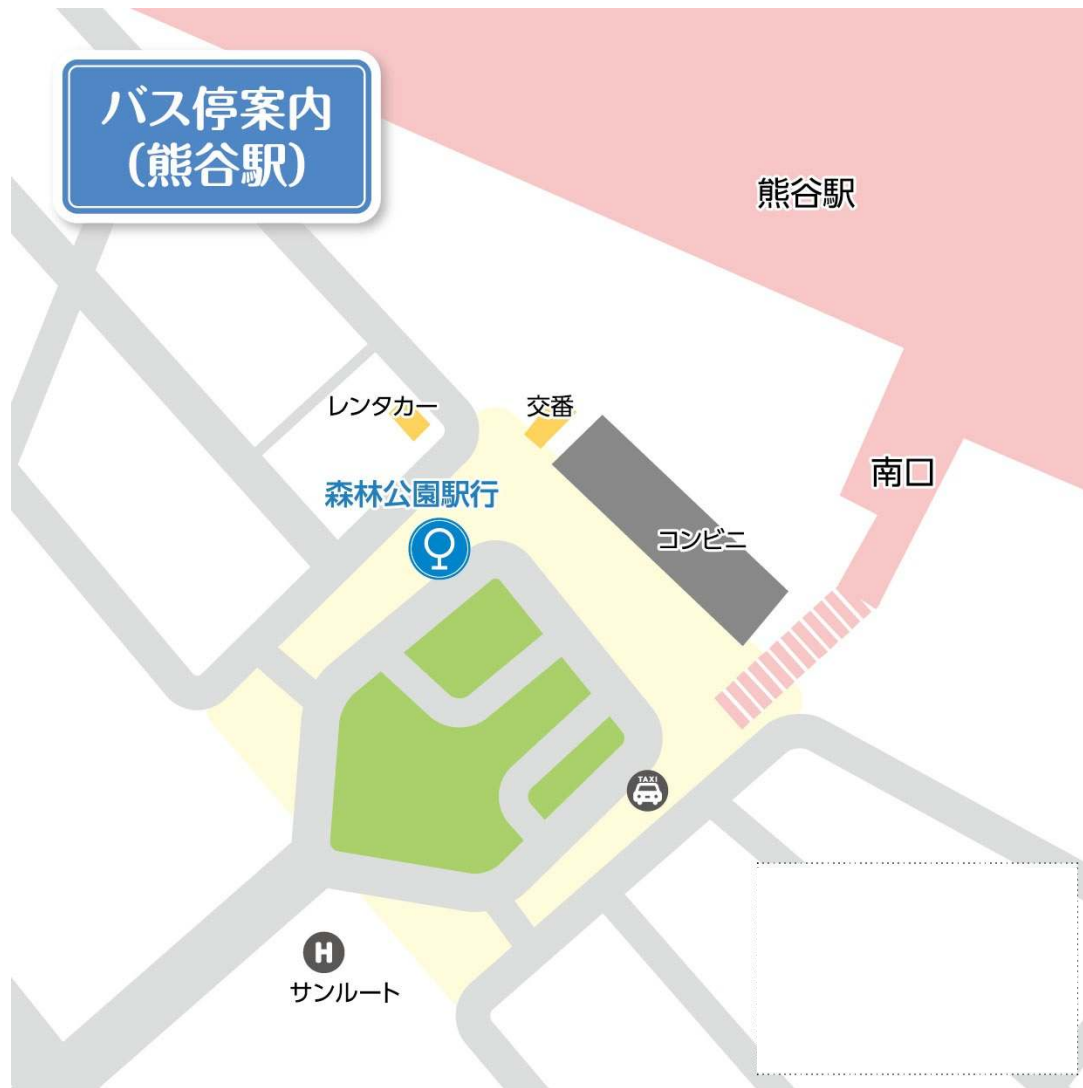 バス停案内
(熊谷駅)
熊谷駅
レンタカー
交番
南口
森林公園駅行
コンビニ
TAXI
H
サンルート